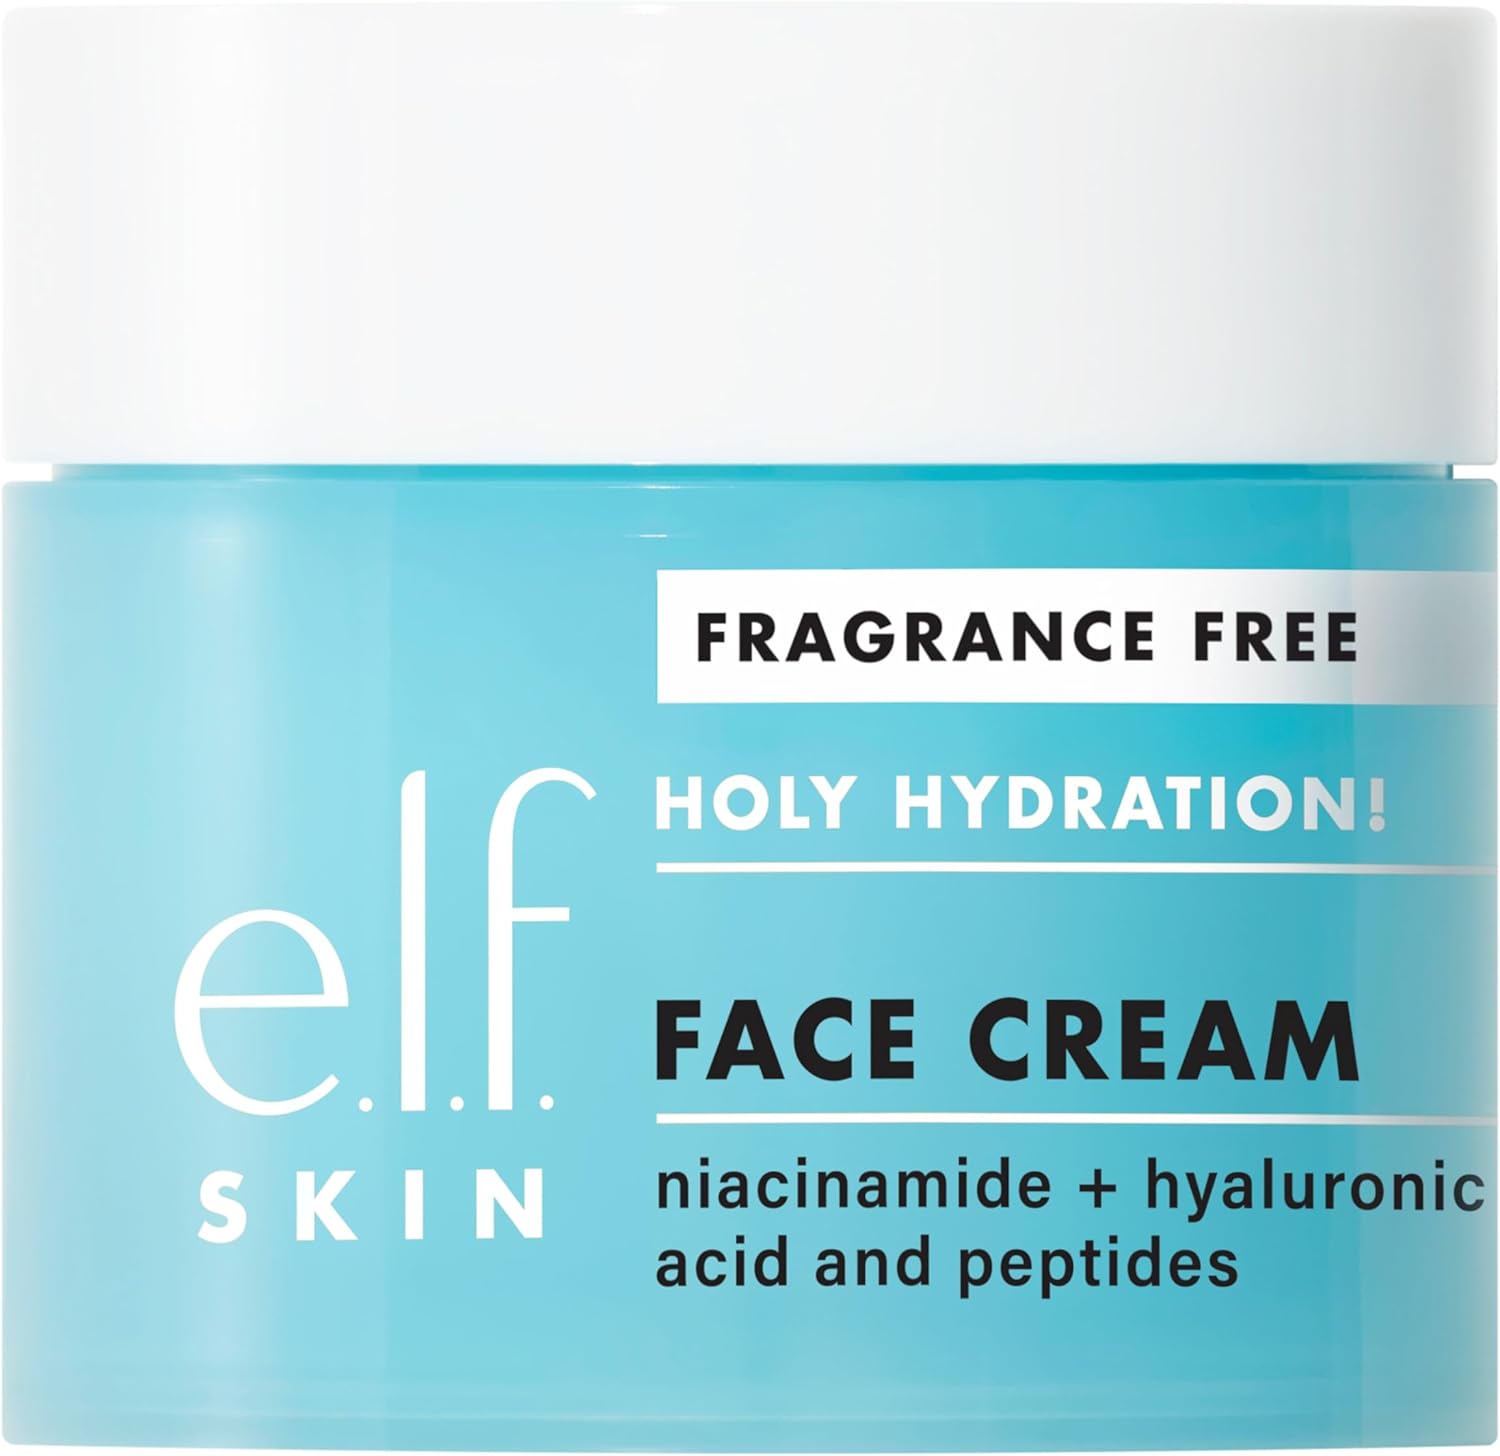 e.l.f.
SKIN
FRAGRANCE FREE
HOLY HYDRATION!
FACE CREAM
niacinamide + hyaluronic
acid and peptides